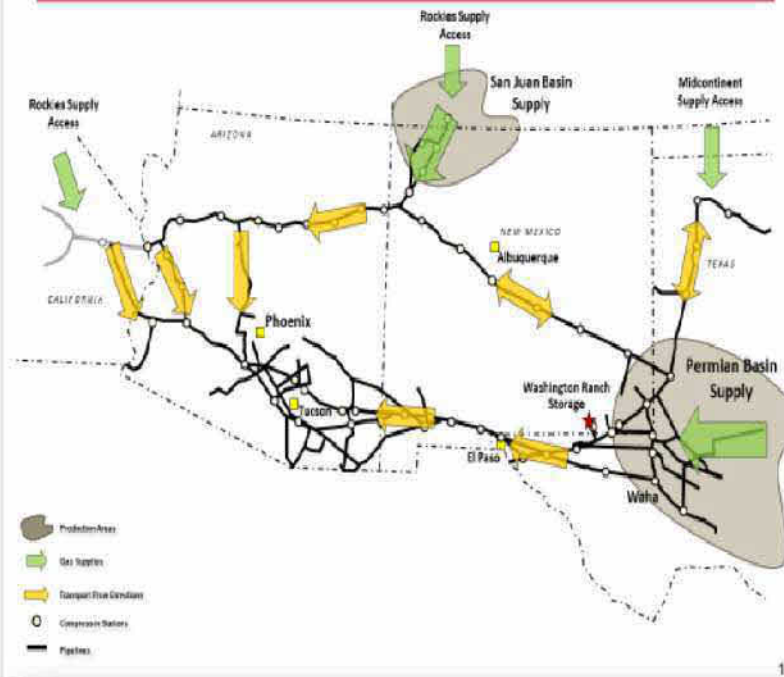 Rockies Supply
Access
San Juan Basin
Supply
Midcontinent
Supply Access
Rockies Supply
Access
ARIZONA
NEW MEXICO
Albuquerque
TEXAS
CALIFORNIA
Phoenix
Permian Basin
Supply
Washington Ranch
Storage
Tucson
El Paso
Waha
Production Areas
Gas Supplies
Transport Flow Directions
Compressor Stations
Pipelines
1